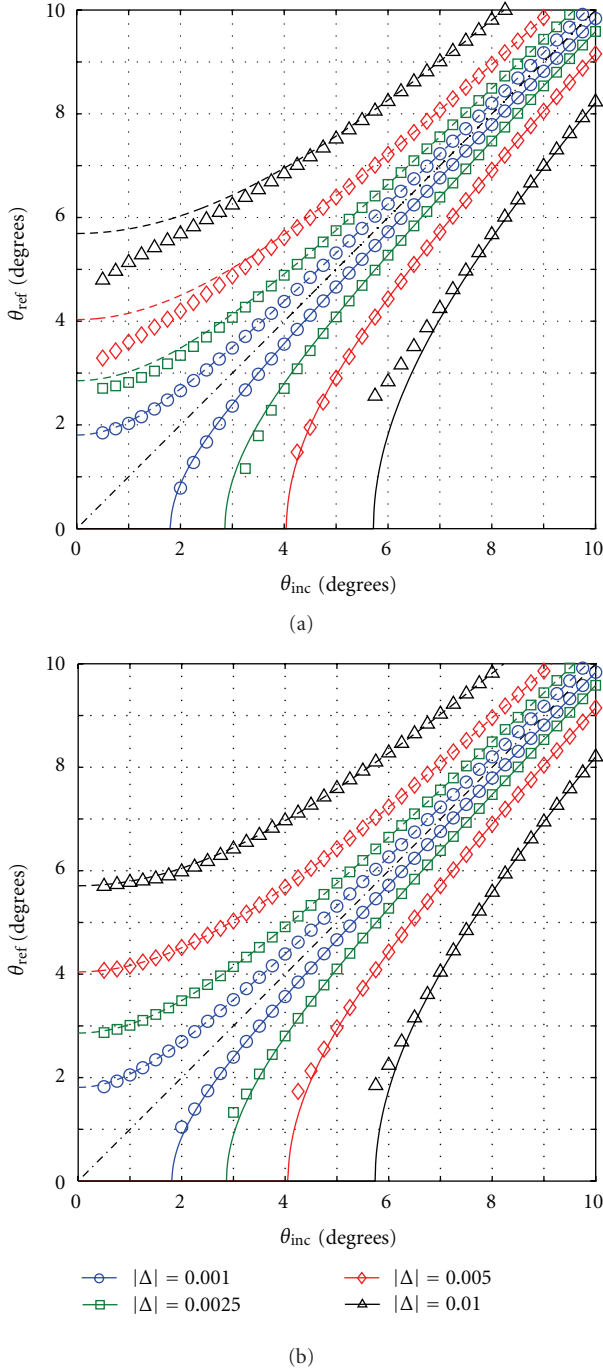 10
8
6
4
2
0
θref (degrees)
0 2 4 6 8 10
θinc (degrees)
(a)
10
8
6
4
2
0
θref (degrees)
0 2 4 6 8 10
θinc (degrees)
|Δ| = 0.001
|Δ| = 0.0025
|Δ| = 0.005
|Δ| = 0.01
(b)